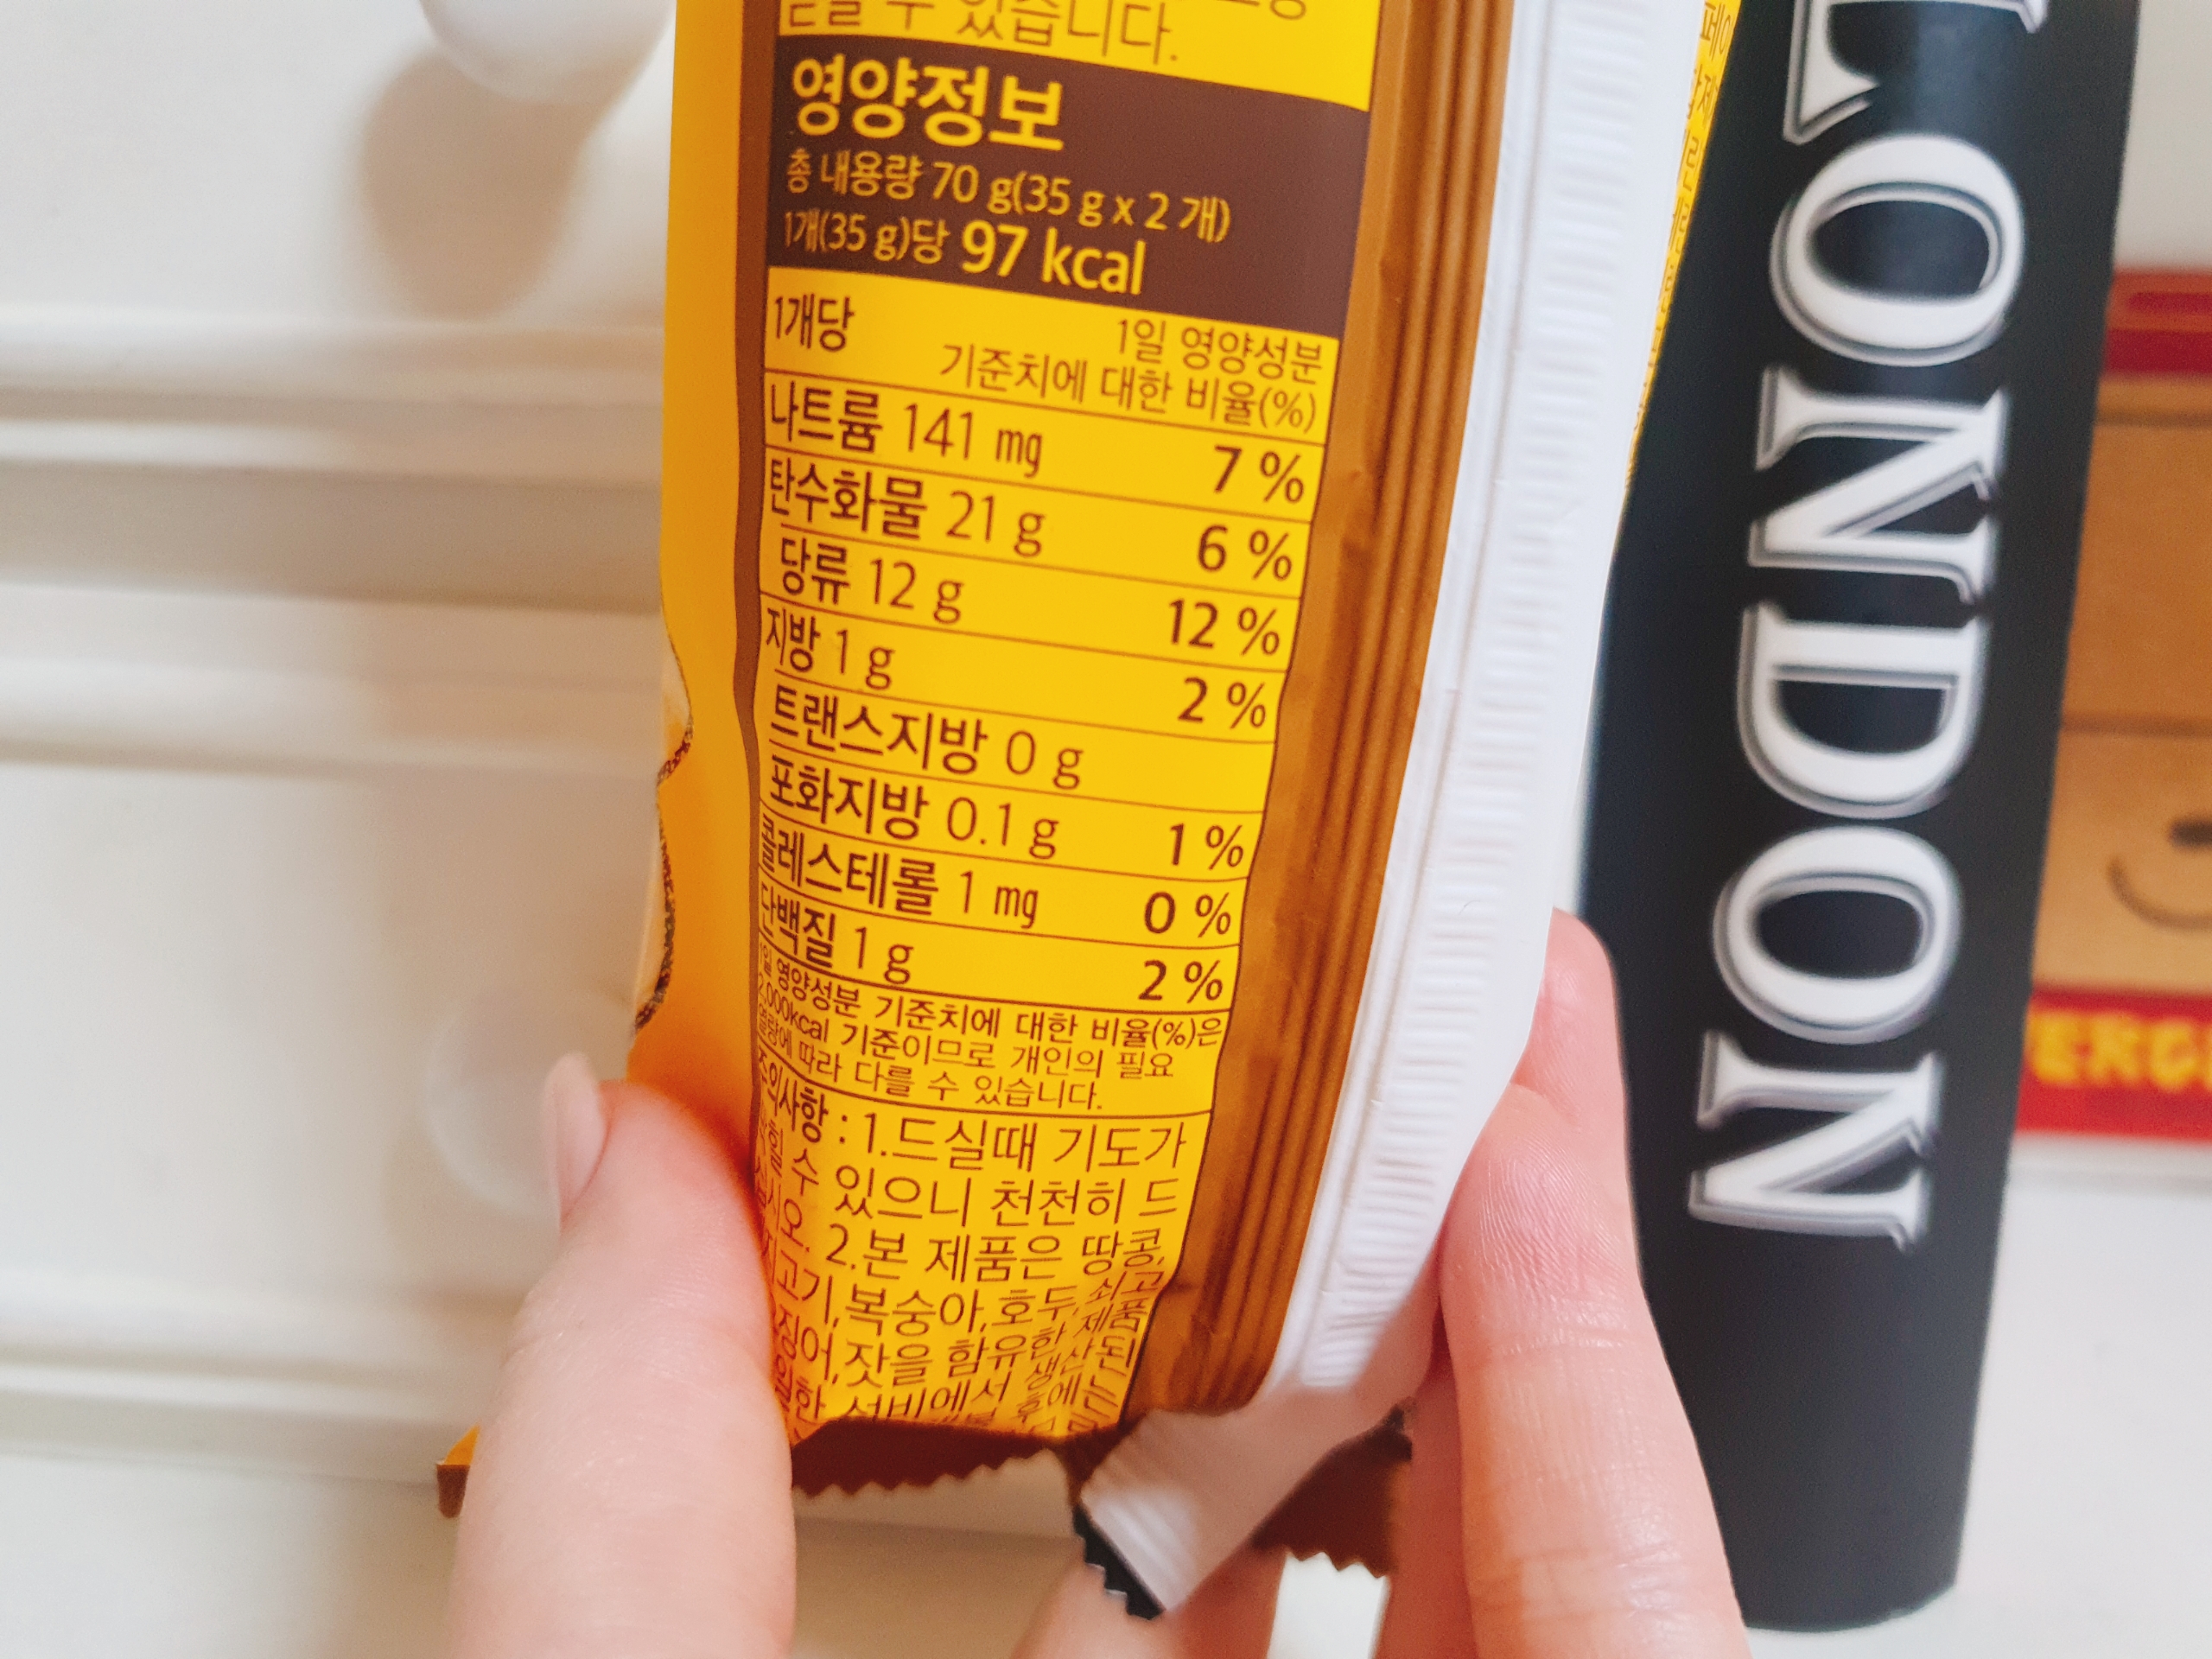 수 있습니다.
영양정보
총 내용량 70 g(35 g x 2 개)
1개(35 g)당 97 kcal
1개당 1일 영양성분
기준치에 대한 비율(%)
나트륨 141 mg 7 %
탄수화물 21 g 6 %
당류 12 g 12 %
지방 1 g 2 %
트랜스지방 0 g
포화지방 0.1 g 1 %
콜레스테롤 1 mg 0 %
단백질 1 g 2 %
1일 영양성분 기준치에 대한 비율(%)은
2,000kcal 기준이므로 개인의 필요
열량에 따라 다를 수 있습니다.
주의사항 : 1.드실때 기도가
막힐 수 있으니 천천히 드
십시오. 2.본 제품은 땅콩,
고기,복숭아,호두,쇠고
징어,잣을 함유한 제품
설비에서 생산된
LONDON